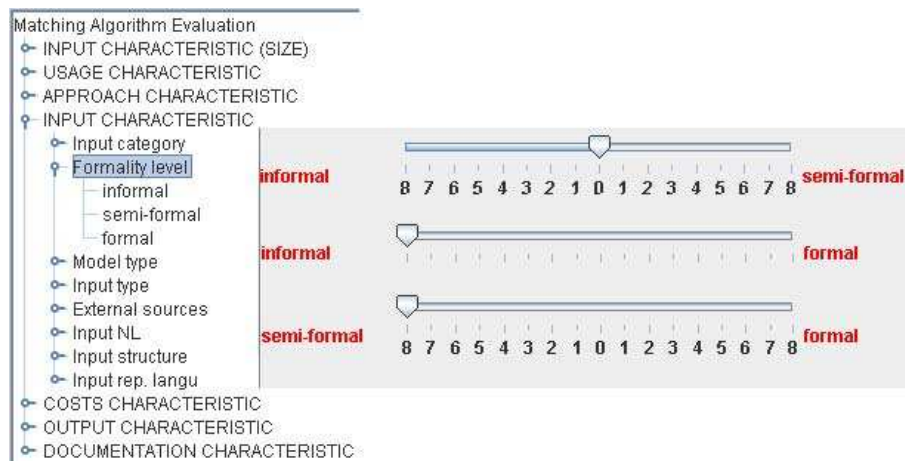 Matching Algorithm Evaluation
INPUT CHARACTERISTIC (SIZE)
USAGE CHARACTERISTIC
APPROACH CHARACTERISTIC
INPUT CHARACTERISTIC
Input category
Formality level
informal
semi-formal
formal
Model type
Input type
External sources
Input NL
Input structure
Input rep. langu
COSTS CHARACTERISTIC
OUTPUT CHARACTERISTIC
DOCUMENTATION CHARACTERISTIC
informal semi-formal
8 7 6 5 4 3 2 1 0 1 2 3 4 5 6 7 8
informal formal
semi-formal formal
8 7 6 5 4 3 2 1 0 1 2 3 4 5 6 7 8